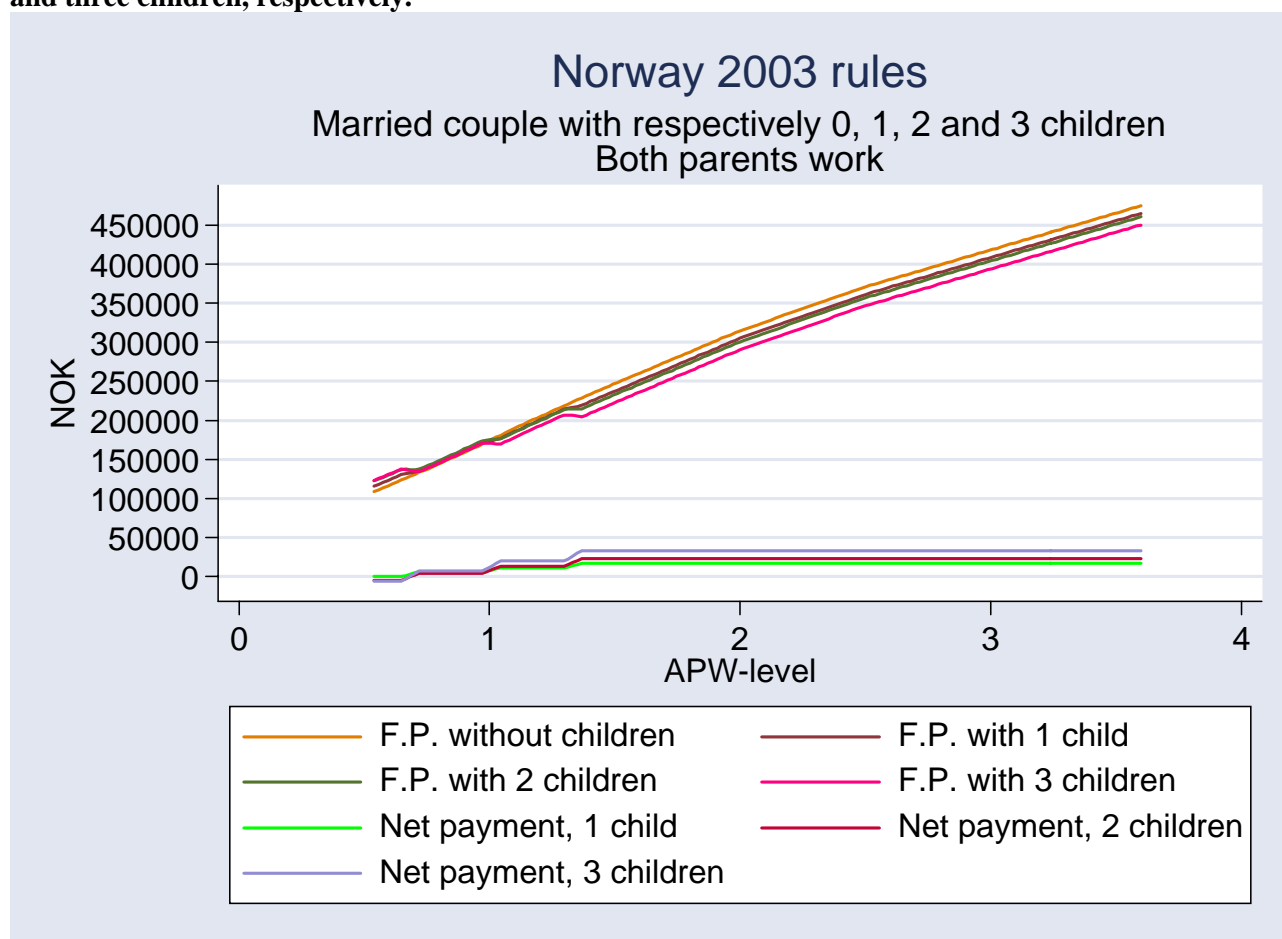 and three children, respectively.
Norway 2003 rules
Married couple with respectively 0, 1, 2 and 3 children
Both parents work
450000
400000
350000
300000
250000
200000
150000
100000
50000
0
NOK
0 1 2 3 4
APW-level
F.P. without children F.P. with 1 child
F.P. with 2 children F.P. with 3 children
Net payment, 1 child Net payment, 2 children
Net payment, 3 children